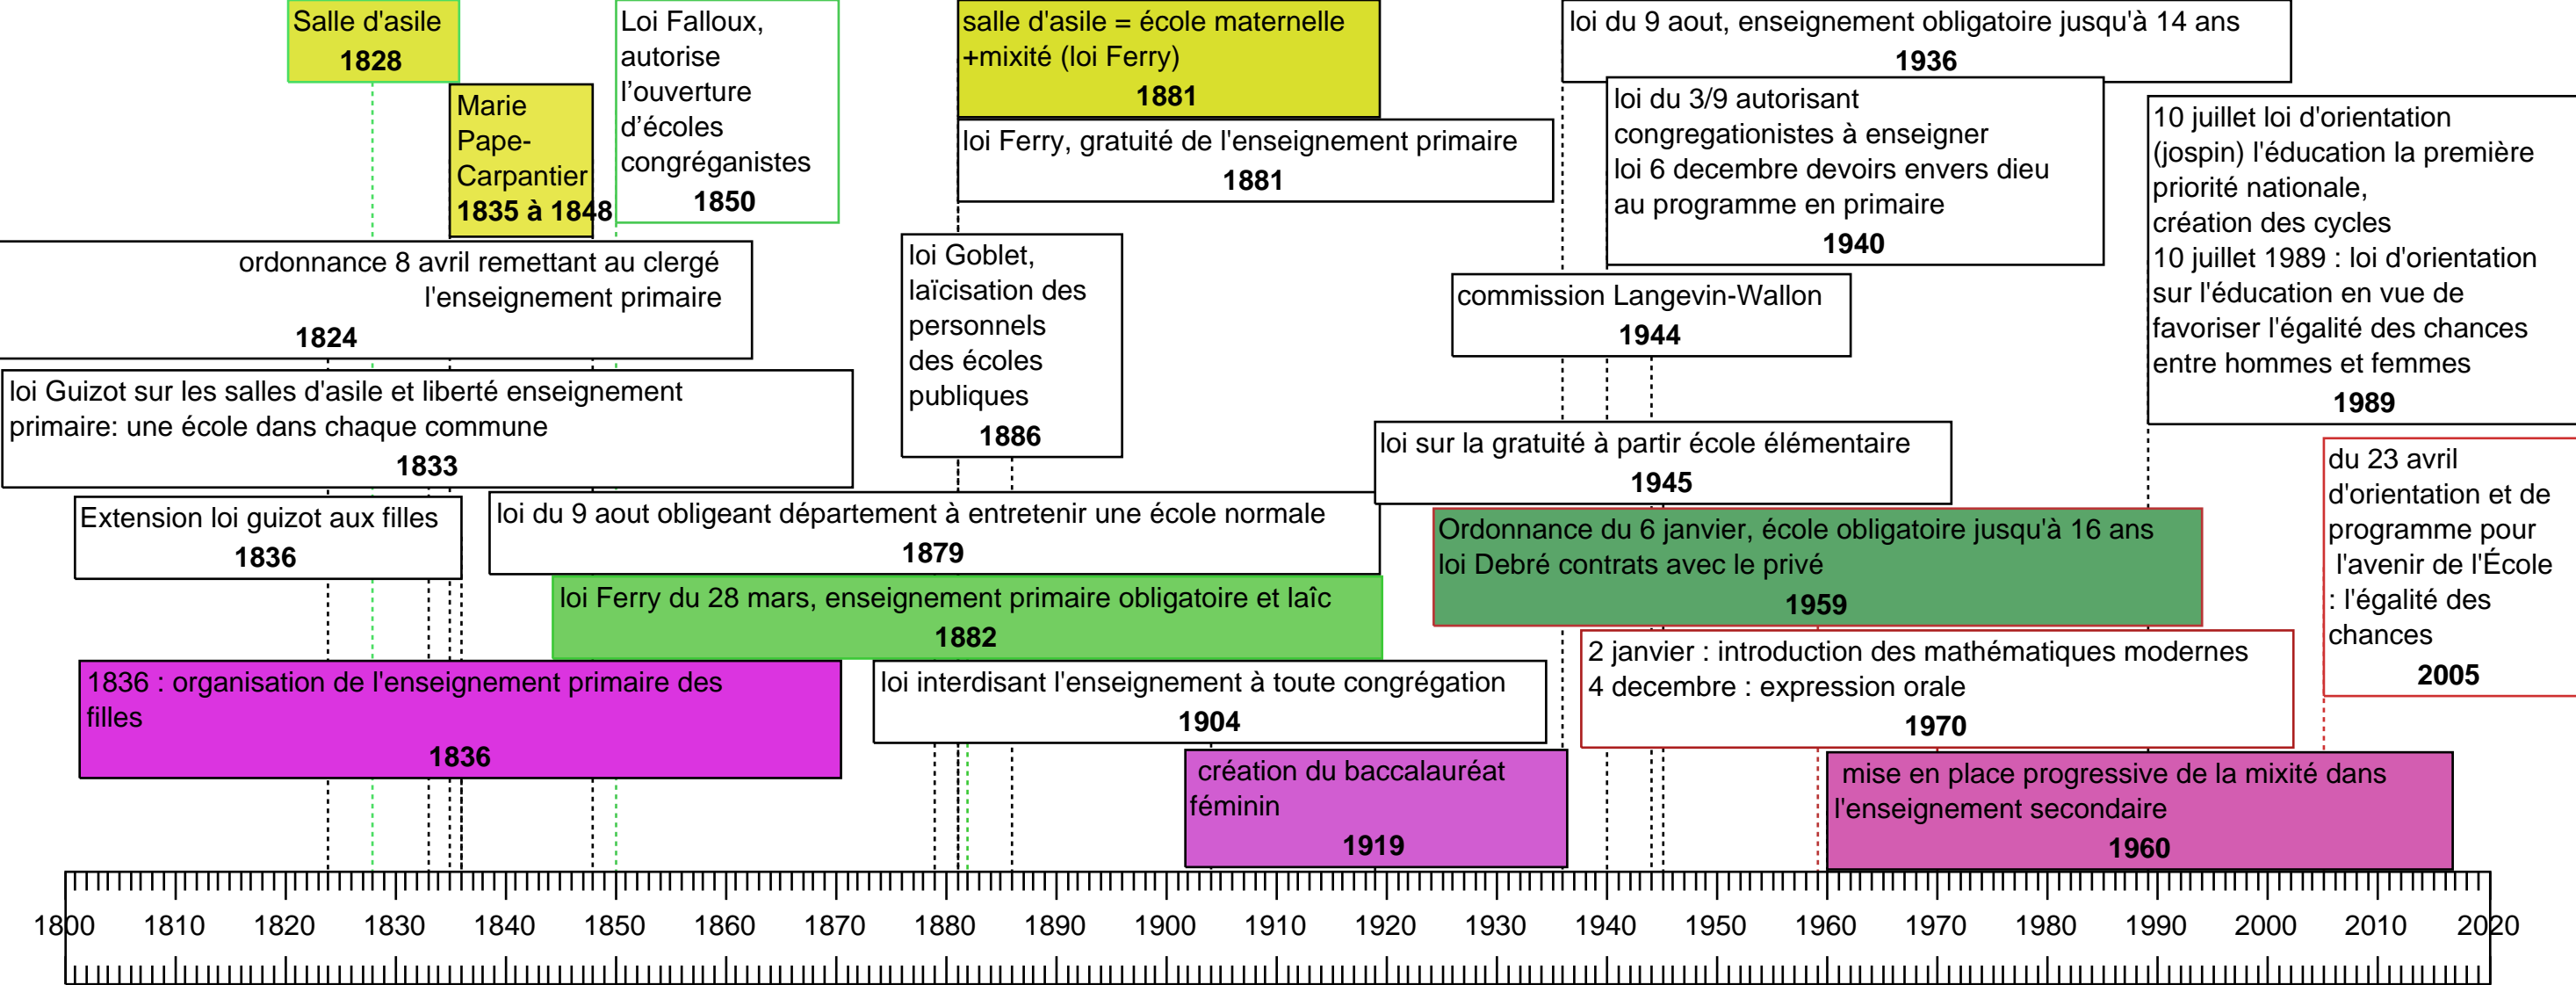 Salle d'asile
1828
Loi Falloux,
autorise
l'ouverture
d'écoles
congréganistes
1850
salle d'asile = école maternelle
+mixité (loi Ferry)
1881
loi du 9 aout, enseignement obligatoire jusqu'à 14 ans
1936
Marie
Pape-
Carpantier
1835 à 1848
loi Ferry, gratuité de l'enseignement primaire
1881
loi du 3/9 autorisant
congregationistes à enseigner
loi 6 decembre devoirs envers dieu
au programme en primaire
1940
10 juillet loi d'orientation
(jospin) l'éducation la première
priorité nationale,
création des cycles
10 juillet 1989 : loi d'orientation
sur l'éducation en vue de
favoriser l'égalité des chances
entre hommes et femmes
1989
ordonnance 8 avril remettant au clergé
l'enseignement primaire
1824
loi Goblet,
laïcisation des
personnels
des écoles
publiques
1886
commission Langevin-Wallon
1944
loi Guizot sur les salles d'asile et liberté enseignement
primaire: une école dans chaque commune
1833
loi sur la gratuité à partir école élémentaire
1945
du 23 avril
d'orientation et de
programme pour
l'avenir de l'École
: l'égalité des
chances
2005
Extension loi guizot aux filles
1836
loi du 9 aout obligeant département à entretenir une école normale
1879
Ordonnance du 6 janvier, école obligatoire jusqu'à 16 ans
loi Debré contrats avec le privé
1959
loi Ferry du 28 mars, enseignement primaire obligatoire et laîc
1882
2 janvier : introduction des mathématiques modernes
4 decembre : expression orale
1970
1836 : organisation de l'enseignement primaire des
filles
1836
loi interdisant l'enseignement à toute congrégation
1904
création du baccalauréat
féminin
1919
mise en place progressive de la mixité dans
l'enseignement secondaire
1960
1800 1810 1820 1830 1840 1850 1860 1870 1880 1890 1900 1910 1920 1930 1940 1950 1960 1970 1980 1990 2000 2010 2020